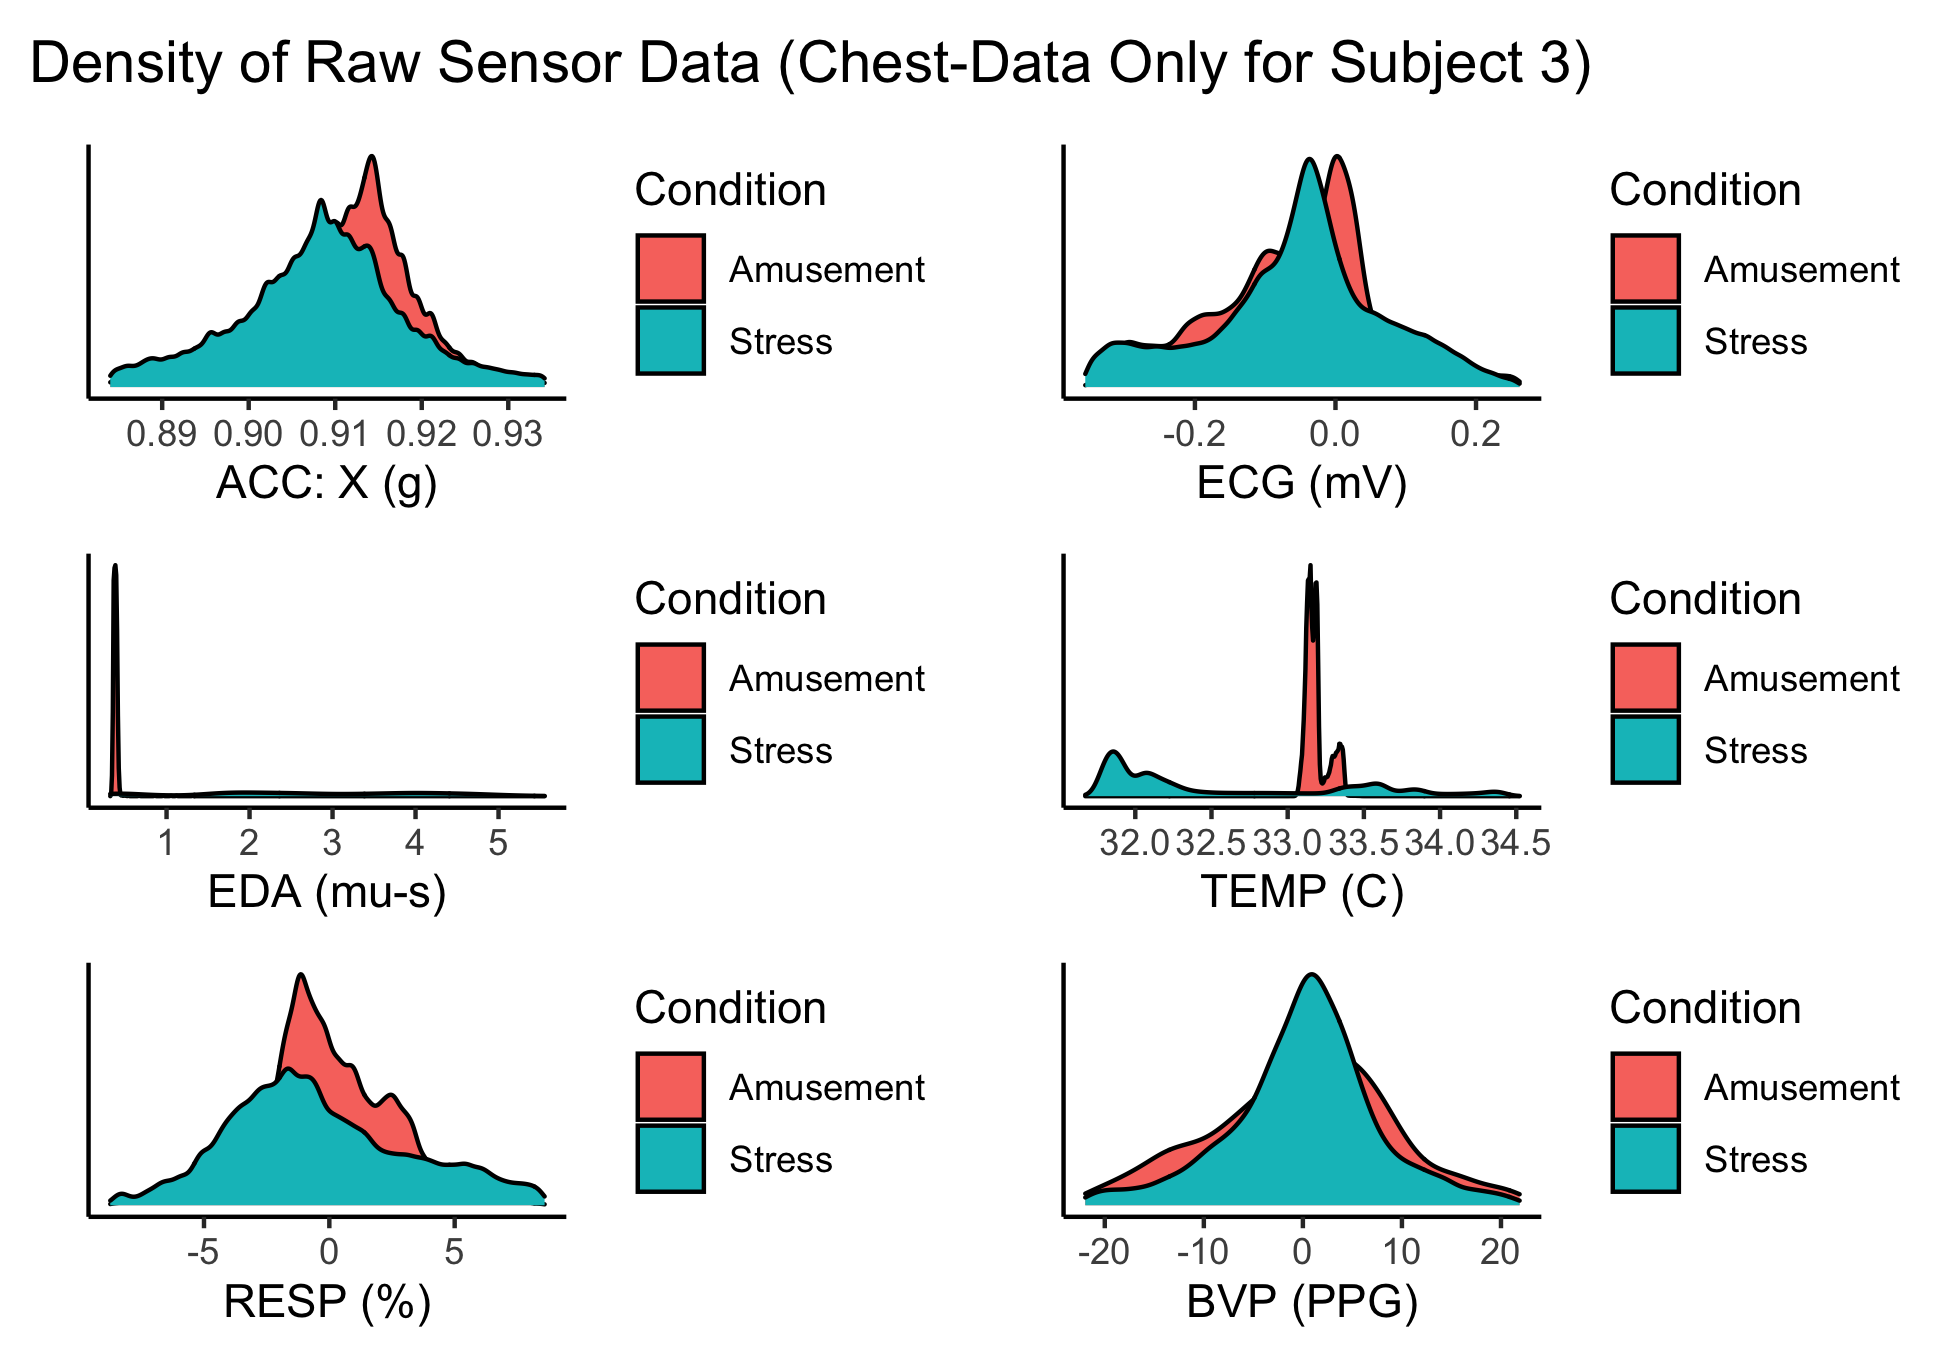 Density of Raw Sensor Data (Chest-Data Only for Subject 3)
Condition
Amusement
Stress
0.89 0.90 0.91 0.92 0.93
ACC: X (g)
Condition
Amusement
Stress
-0.2 0.0 0.2
ECG (mV)
Condition
Amusement
Stress
1 2 3 4 5
EDA (mu-s)
Condition
Amusement
Stress
32.0 32.5 33.0 33.5 34.0 34.5
TEMP (C)
Condition
Amusement
Stress
-5 0 5
RESP (%)
Condition
Amusement
Stress
-20 -10 0 10 20
BVP (PPG)